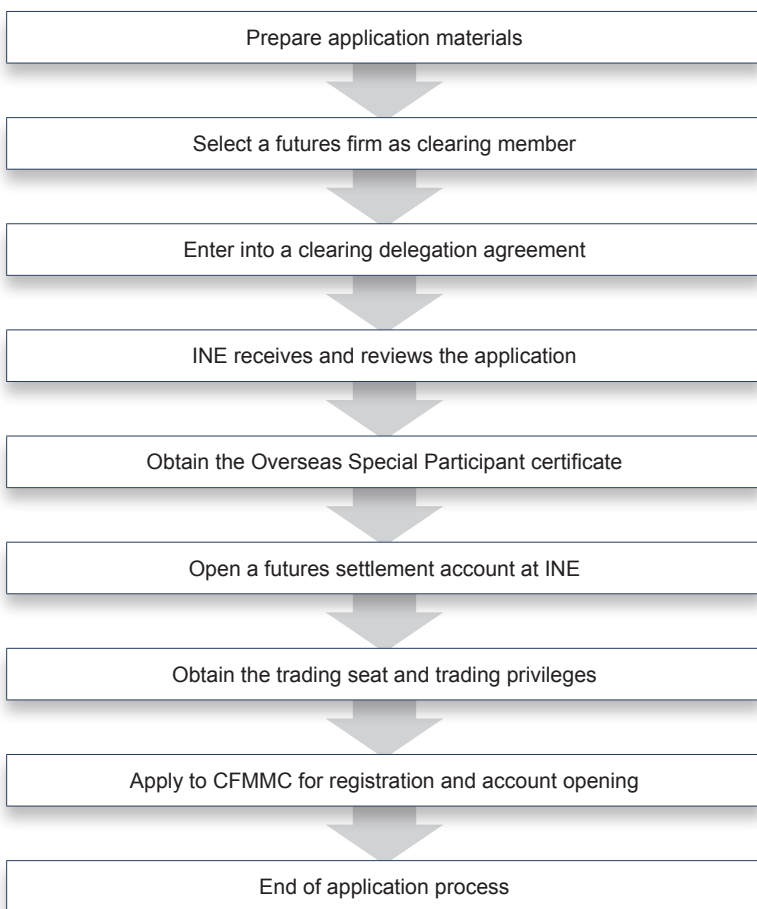 Prepare application materials
Select a futures firm as clearing member
Enter into a clearing delegation agreement
INE receives and reviews the application
Obtain the Overseas Special Participant certificate
Open a futures settlement account at INE
Obtain the trading seat and trading privileges
Apply to CFMMC for registration and account opening
End of application process